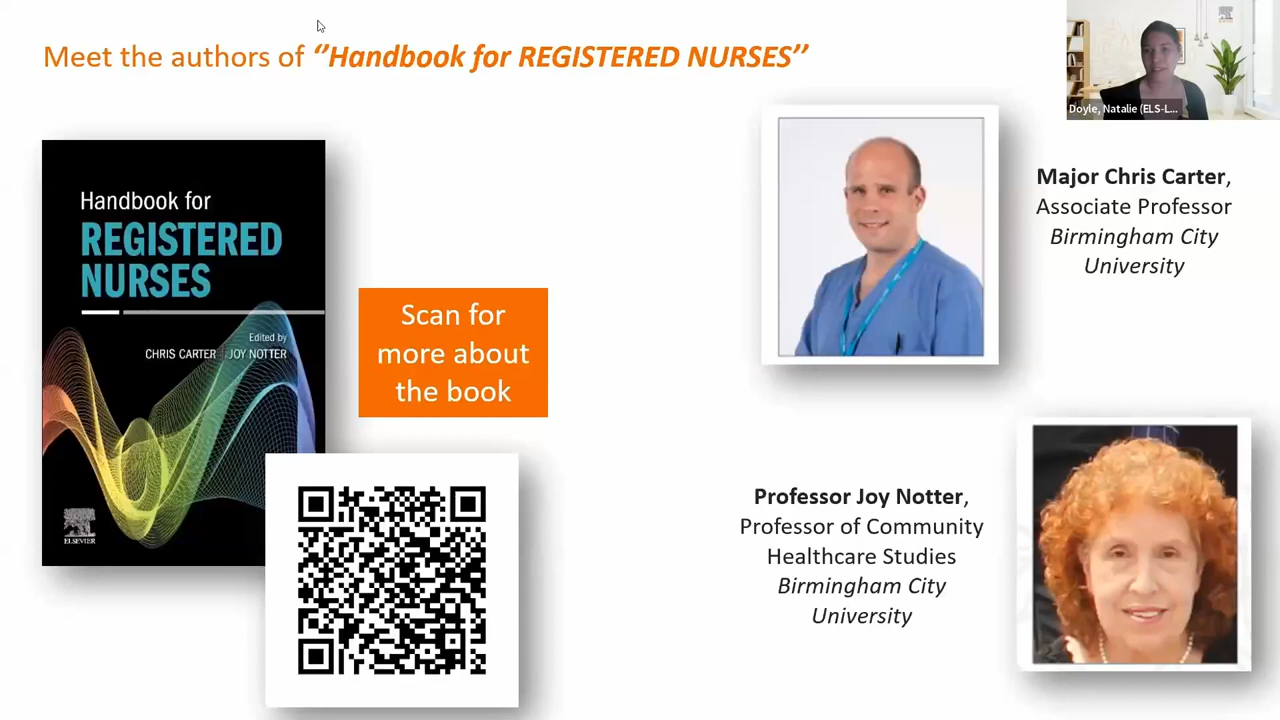 Meet the authors of ‘’Handbook for REGISTERED NURSES’’
Doyle, Natalie (ELS-L...
Handbook for
REGISTERED
NURSES
Edited by
CHRIS CARTER | JOY NOTTER
ELSEVIER
Scan for
more about
the book
Major Chris Carter,
Associate Professor
Birmingham City
University
Professor Joy Notter,
Professor of Community
Healthcare Studies
Birmingham City
University